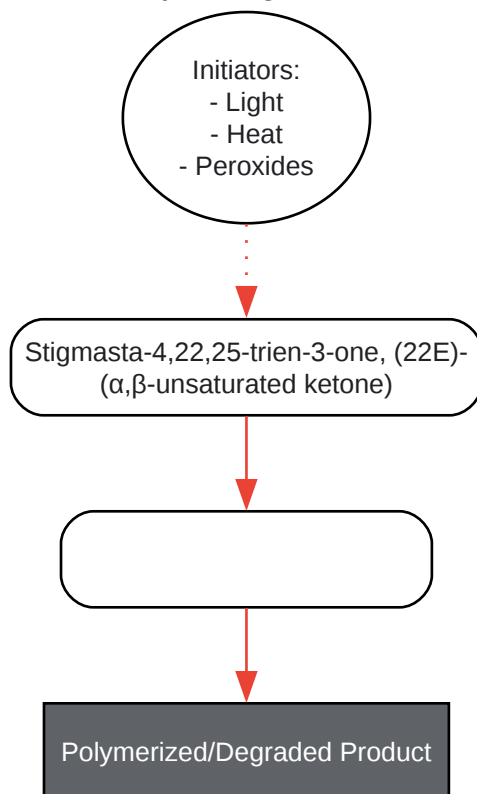 Initiators:
- Light
- Heat
- Peroxides
Stigmasta-4,22,25-trien-3-one, (22E)-
(α,β-unsaturated ketone)
Polymerized/Degraded Product